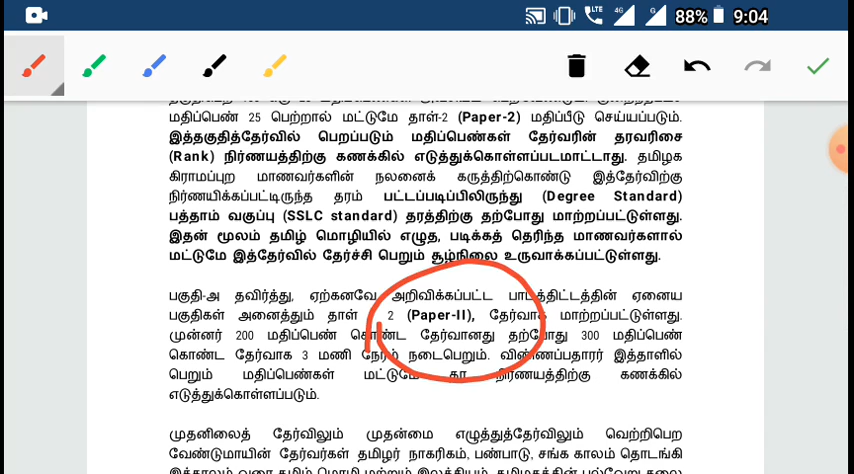 LTE 4G G 88% 9:04
மதிப்பெண் 25 பெற்றால் மட்டுமே தாள்-2 (Paper-2) மதிப்பீடு செய்யப்படும்.
இத்தகுதித்தேர்வில் பெறப்படும் மதிப்பெண்கள் தேர்வரின் தரவரிசை
(Rank) நிர்ணயத்திற்கு கணக்கில் எடுத்துக்கொள்ளப்படமாட்டாது. தமிழக
கிராமப்புற மாணவர்களின் நலனைக் கருத்திற்கொண்டு இத்தேர்விற்கு
நிர்ணயிக்கப்பட்டிருந்த தரம் பட்டப்படிப்பிலிருந்து (Degree Standard)
பத்தாம் வகுப்பு (SSLC standard) தரத்திற்கு தற்போது மாற்றப்பட்டுள்ளது.
இதன் மூலம் தமிழ் மொழியில் எழுத, படிக்கத் தெரிந்த மாணவர்களால்
மட்டுமே இத்தேர்வில் தேர்ச்சி பெறும் சூழ்நிலை உருவாக்கப்பட்டுள்ளது.
பகுதி-அ தவிர்த்து, ஏற்கனவே அறிவிக்கப்பட்ட பாடத்திட்டத்தின் ஏனைய
பகுதிகள் அனைத்தும் தாள் 2 (Paper-II), தேர்வாக மாற்றப்பட்டுள்ளது.
முன்னர் 200 மதிப்பெண் கொண்ட தேர்வானது தற்போது 300 மதிப்பெண்
கொண்ட தேர்வாக 3 மணி நேரம் நடைபெறும். விண்ணப்பதாரர் இத்தாளில்
பெறும் மதிப்பெண்கள் மட்டுமே நிர்ணயத்திற்கு கணக்கில்
எடுத்துக்கொள்ளப்படும்.
முதனிலைத் தேர்விலும் முதன்மை எழுத்துத்தேர்விலும் வெற்றிபெற
வேண்டுமாயின் தேர்வர்கள் தமிழர் நாகரிகம், பண்பாடு, சங்க காலம் தொடங்கி